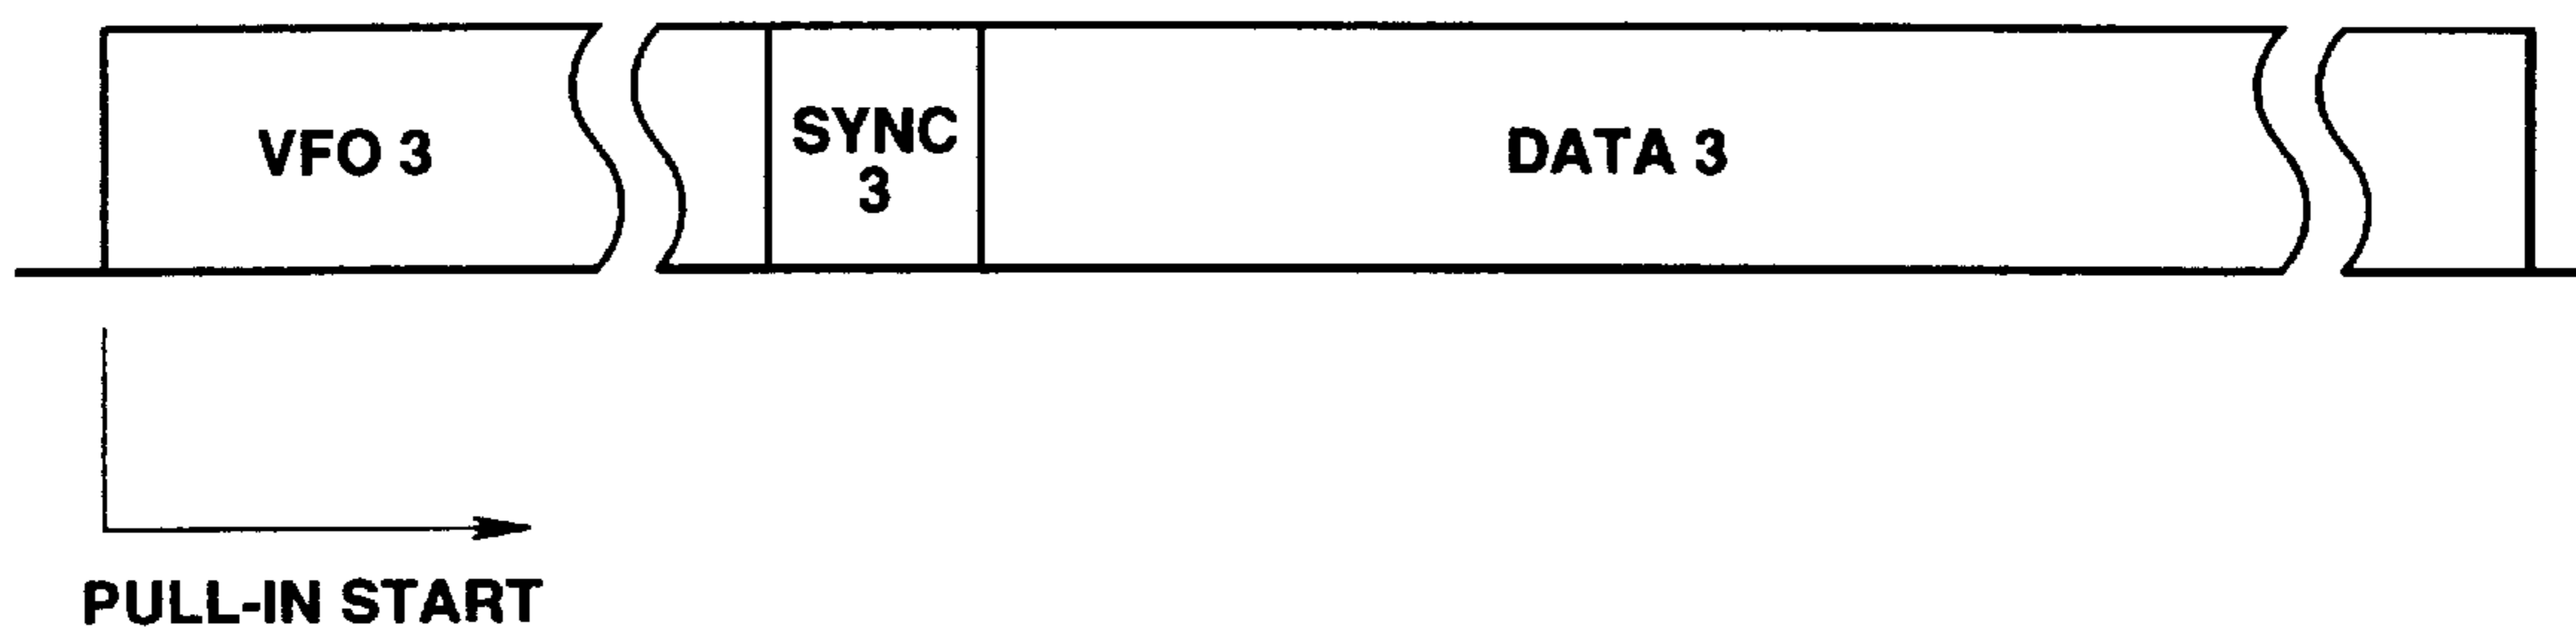 VFO 3
SYNC
3
DATA 3
PULL-IN START